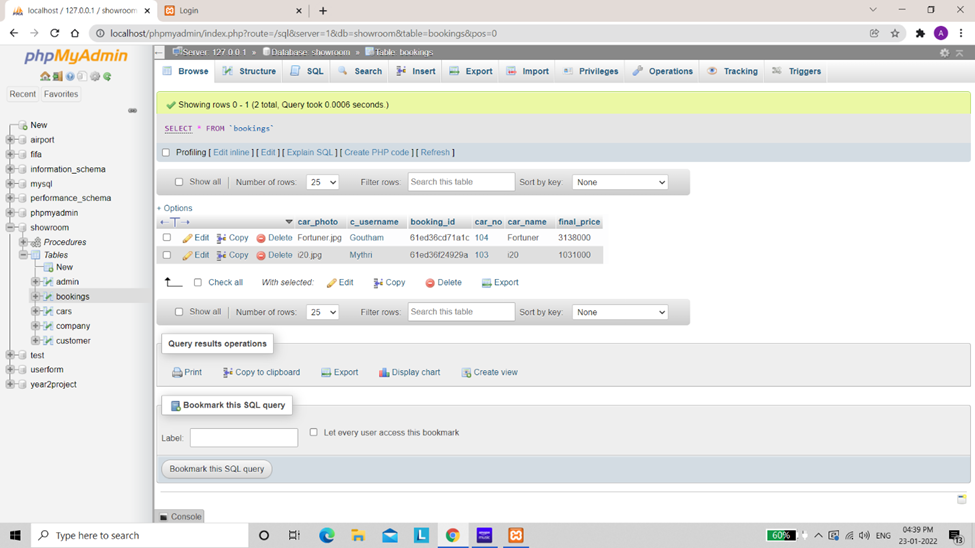 localhost / 127.0.0.1 / showroom
Login
localhost/phpmyadmin/index.php?route=/sql&server=1&db=showroom&table=bookings&pos=0
A
phpMyAdmin
Recent Favorites
New
airport
fifa
information_schema
mysql
performance_schema
phpmyadmin
showroom
Procedures
Tables
New
admin
bookings
cars
company
customer
test
userform
year2project
Server: 127.0.0.1 » Database: showroom » Table: bookings
Browse Structure SQL Search Insert Export Import Privileges Operations Tracking Triggers
Showing rows 0 - 1 (2 total, Query took 0.0006 seconds.)
SELECT * FROM `bookings`
Profiling [ Edit inline ] [ Edit ] [ Explain SQL ] [ Create PHP code ] [ Refresh ]
Show all Number of rows: 25 Filter rows: Search this table Sort by key: None
+ Options
car_photo c_username booking_id car_no car_name final_price
Edit Copy Delete Fortuner.jpg Goutham 61ed36cd71a1c 104 Fortuner 3138000
Edit Copy Delete i20.jpg Mythri 61ed36f24929a 103 i20 1031000
Check all With selected: Edit Copy Delete Export
Show all Number of rows: 25 Filter rows: Search this table Sort by key: None
Query results operations
Print Copy to clipboard Export Display chart Create view
Bookmark this SQL query
Label: Let every user access this bookmark
Bookmark this SQL query
Console
Type here to search
L
60%
ENG
04:39 PM
23-01-2022
13